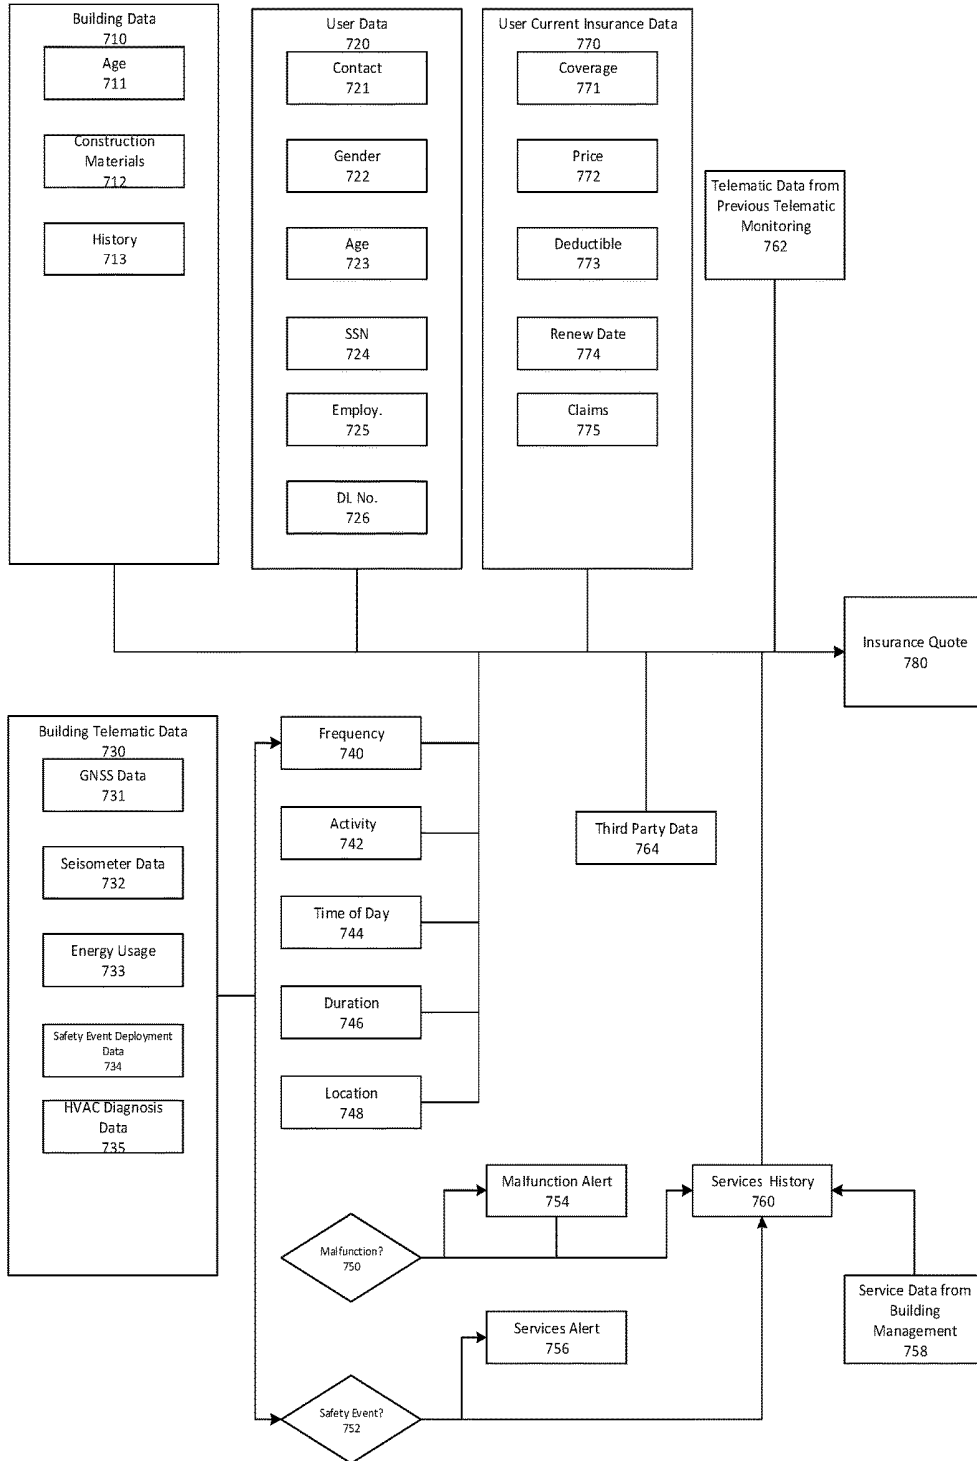 Building Data
710
Age
711
Construction
Materials
712
History
713
User Data
720
Contact
721
Gender
722
Age
723
SSN
724
Employ.
725
DL No.
726
User Current Insurance Data
770
Coverage
771
Price
772
Deductible
773
Renew Date
774
Claims
775
Telematic Data from
Previous Telematic
Monitoring
762
Insurance Quote
780
Building Telematic Data
730
GNSS Data
731
Seisometer Data
732
Energy Usage
733
Safety Event Deployment
Data
734
HVAC Diagnosis
Data
735
Frequency
740
Activity
742
Time of Day
744
Duration
746
Location
748
Third Party Data
764
Malfunction?
750
Malfunction Alert
754
Services History
760
Safety Event?
752
Services Alert
756
Service Data from
Building
Management
758